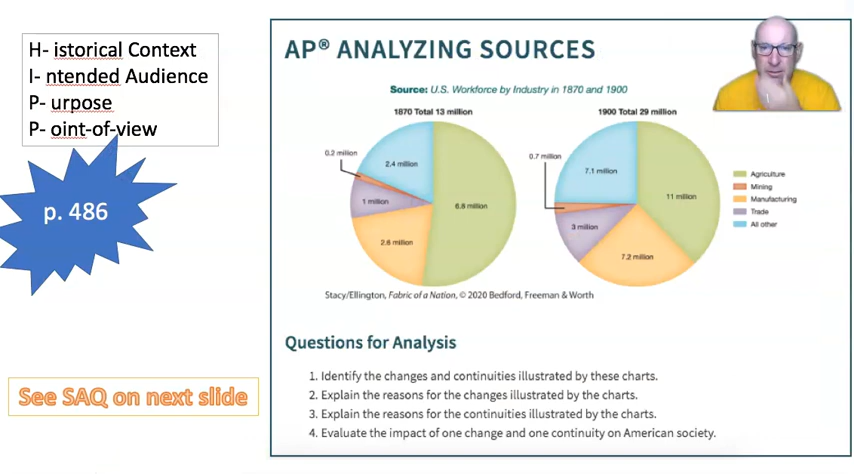 H- istorical Context
I- ntended Audience
P- urpose
P- oint-of-view
p. 486
See SAQ on next slide
AP® ANALYZING SOURCES
Source: U.S. Workforce by Industry in 1870 and 1900
1870 Total 13 million
0.2 million
2.4 million
1 million
6.8 million
2.6 million
1900 Total 29 million
0.7 million
7.1 million
11 million
3 million
7.2 million
Agriculture
Mining
Manufacturing
Trade
All other
Stacy/Ellington, Fabric of a Nation, © 2020 Bedford, Freeman & Worth
Questions for Analysis
1. Identify the changes and continuities illustrated by these charts.
2. Explain the reasons for the changes illustrated by the charts.
3. Explain the reasons for the continuities illustrated by the charts.
4. Evaluate the impact of one change and one continuity on American society.